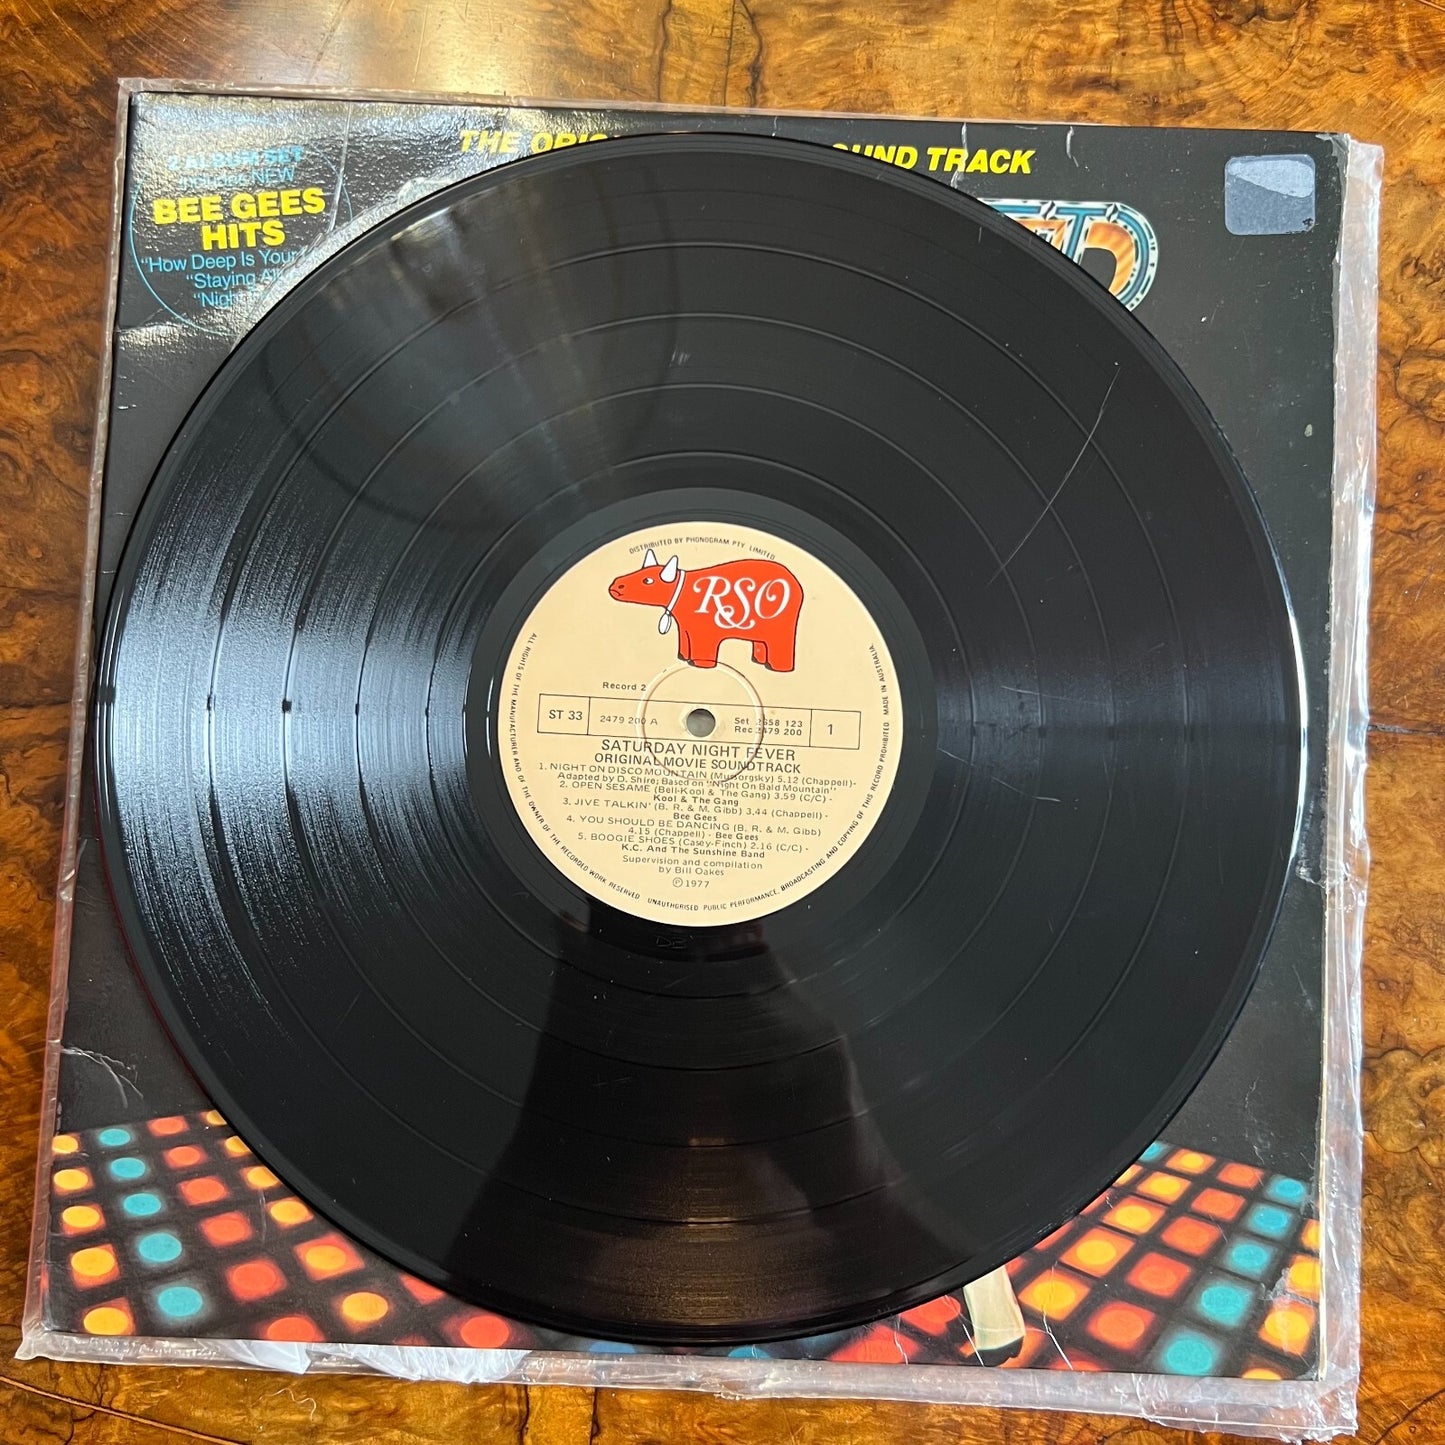 THE ORIG OUND TRACK
2 ALBUM SET
includes NEW
BEE GEES
HITS
"How Deep Is Your
"Staying Alive
"Nigh
DISTRIBUTED BY PHONOGRAM PTY. LIMITED
RSO
Record 2
ST 33
2479 200 A
Set 2658 123
Rec 2479 200
1
SATURDAY NIGHT FEVER
ORIGINAL MOVIE SOUNDTRACK
1. NIGHT ON DISCO MOUNTAIN (Mussorgsky) 5.12 (Chappell)-
Adapted by D. Shire; Based on "Night On Bald Mountain"
2. OPEN SESAME (Bell-Kool & The Gang) 3.59 (C/C) -
Kool & The Gang
3. JIVE TALKIN' (B. R. & M. Gibb) 3.44 (Chappell) -
Bee Gees
4. YOU SHOULD BE DANCING (B. R. & M. Gibb)
4.15 (Chappell) - Bee Gees
5. BOOGIE SHOES (Casey-Finch) 2.16 (C/C) -
K.C. And The Sunshine Band
Supervision and compilation
by Bill Oakes
℗ 1977
ALL RIGHTS OF THE MANUFACTURER AND OF THE OWNER OF THE RECORDED WORK RESERVED UNAUTHORISED PUBLIC PERFORMANCE, BROADCASTING AND COPYING OF THIS RECORD PROHIBITED MADE IN AUSTRALIA.